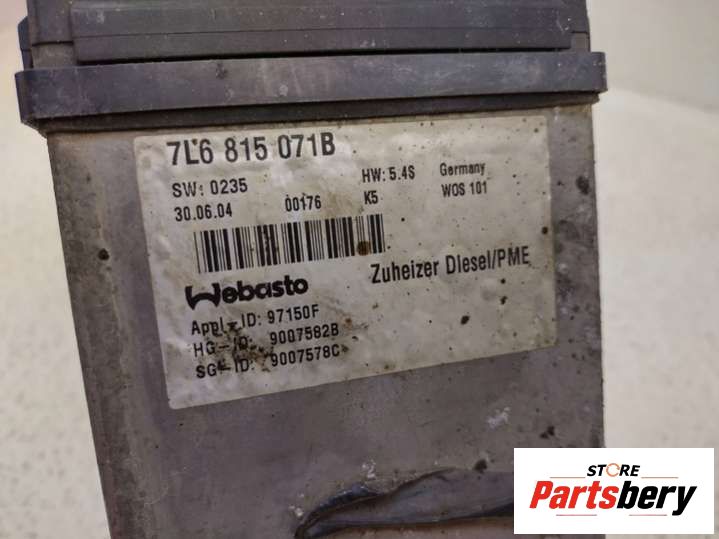 7L6 815 071B
SW: 0235 HW: 5.4S Germany
30.06.04 00176 K5 WOS 101
Webasto Zuheizer Diesel/PME
Appl-ID: 97150F
HG-ID: 9007582B
SG-ID: 9007578C
STORE
Partsbery